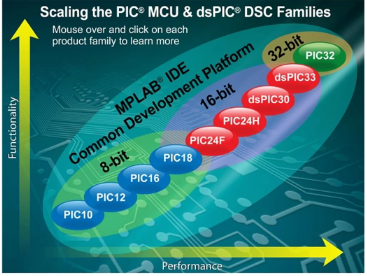 Scaling the PIC® MCU & dsPIC® DSC Families
Mouse over and click on each
product family to learn more
MPLAB® IDE
Common Development Platform
32-bit
PIC32
dsPIC33
16-bit
dsPIC30
PIC24H
PIC24F
8-bit
PIC18
PIC16
PIC12
PIC10
Functionality
Performance